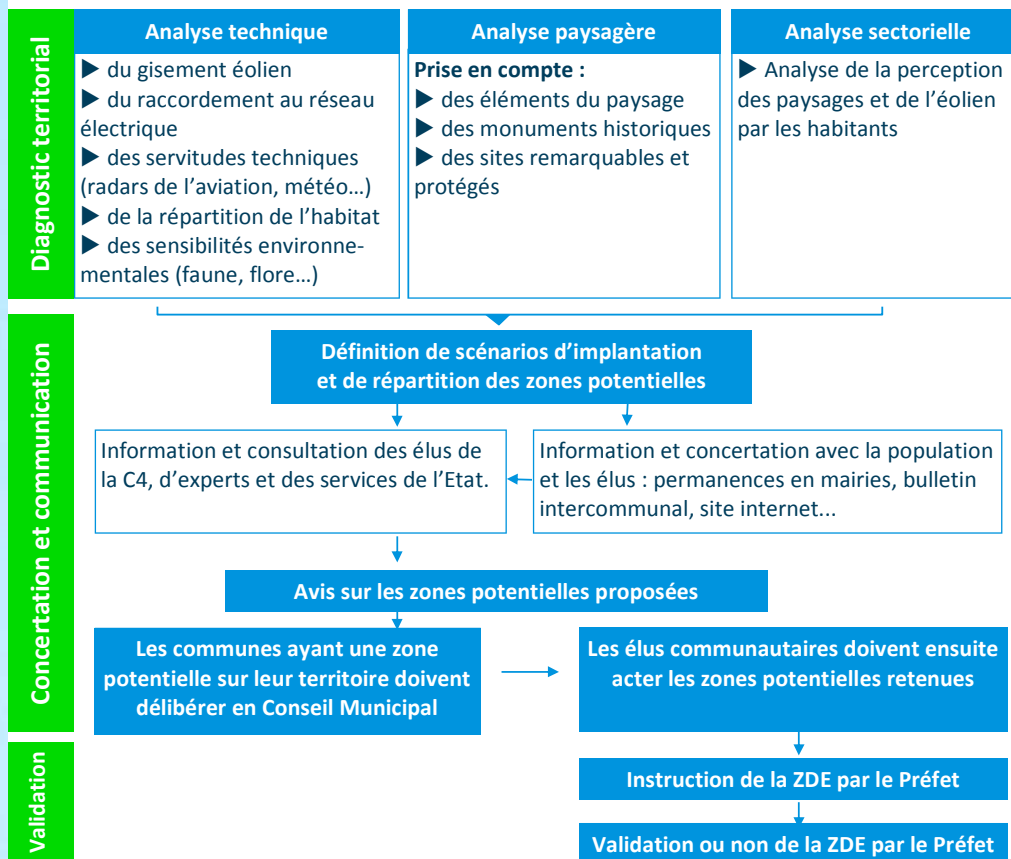 Diagnostic territorial
Analyse technique
▶ du gisement éolien
▶ du raccordement au réseau
électrique
▶ des servitudes techniques
(radars de l’aviation, météo…)
▶ de la répartition de l’habitat
▶ des sensibilités environne-
mentales (faune, flore…)
Analyse paysagère
Prise en compte :
▶ des éléments du paysage
▶ des monuments historiques
▶ des sites remarquables et
protégés
Analyse sectorielle
▶ Analyse de la perception
des paysages et de l’éolien
par les habitants
Concertation et communication
Définition de scénarios d’implantation
et de répartition des zones potentielles
Information et consultation des élus de
la C4, d’experts et des services de l’Etat.
Information et concertation avec la population
et les élus : permanences en mairies, bulletin
intercommunal, site internet...
Avis sur les zones potentielles proposées
Les communes ayant une zone
potentielle sur leur territoire doivent
délibérer en Conseil Municipal
Les élus communautaires doivent ensuite
acter les zones potentielles retenues
Validation
Instruction de la ZDE par le Préfet
Validation ou non de la ZDE par le Préfet